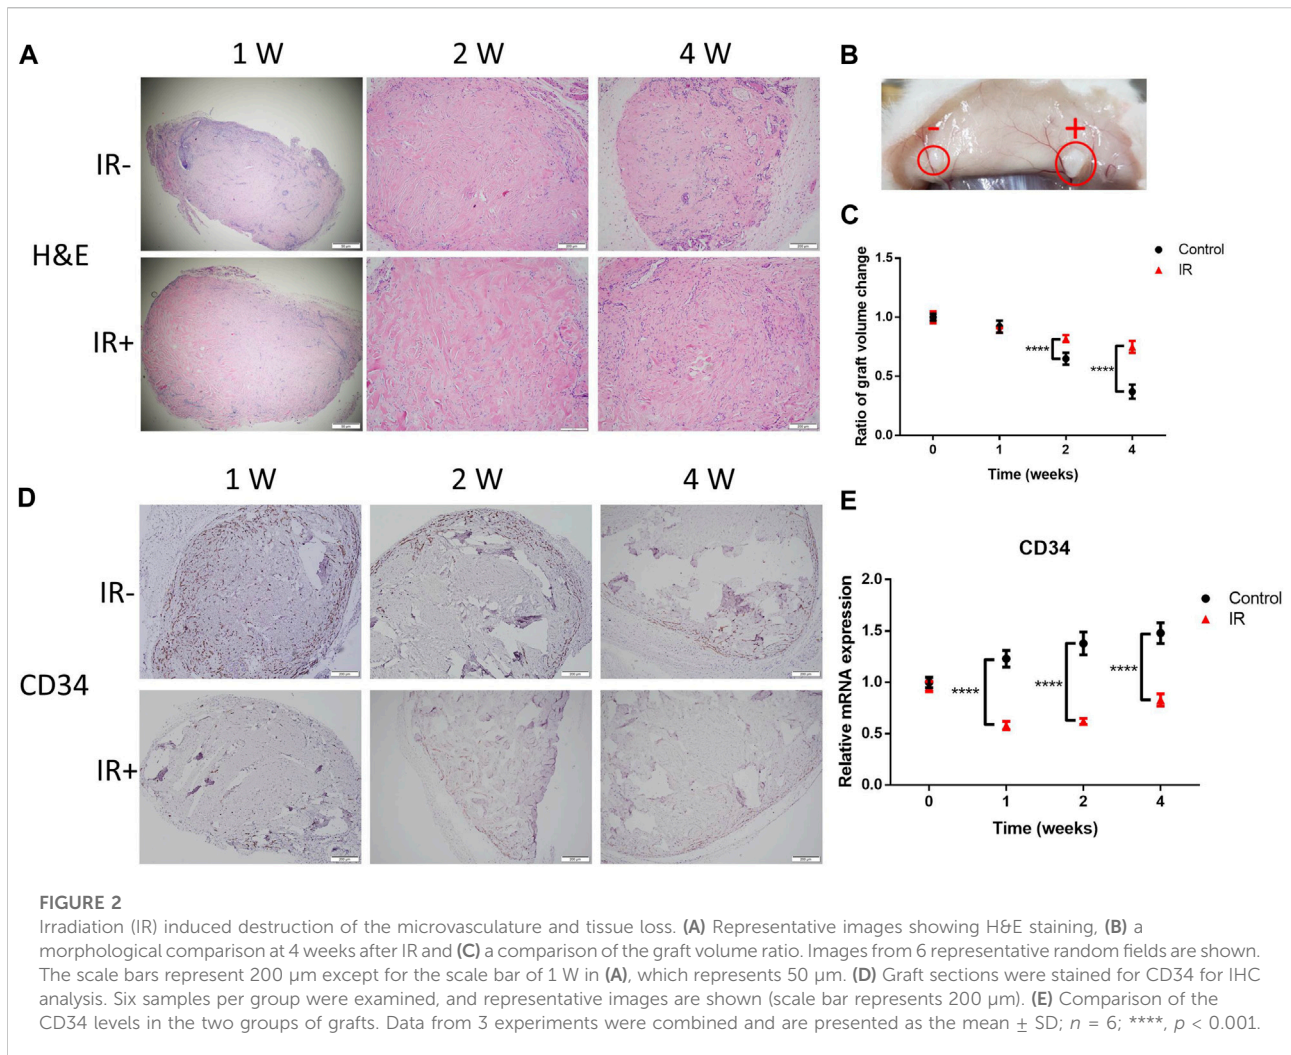 A
1 W
2 W
4 W
IR-
H&E
IR+
B
-
+
C
Control
IR
Ratio of graft volume change
1.5
1.0
0.5
0.0
****
****
0
1
2
4
Time (weeks)
D
1 W
2 W
4 W
IR-
CD34
IR+
E
CD34
Control
IR
Relative mRNA expression
2.0
1.5
1.0
0.5
0.0
****
****
****
0
1
2
4
Time (weeks)
FIGURE 2
Irradiation (IR) induced destruction of the microvasculature and tissue loss. (A) Representative images showing H&E staining, (B) a
morphological comparison at 4 weeks after IR and (C) a comparison of the graft volume ratio. Images from 6 representative random fields are shown.
The scale bars represent 200 µm except for the scale bar of 1 W in (A), which represents 50 µm. (D) Graft sections were stained for CD34 for IHC
analysis. Six samples per group were examined, and representative images are shown (scale bar represents 200 µm). (E) Comparison of the
CD34 levels in the two groups of grafts. Data from 3 experiments were combined and are presented as the mean ± SD; n = 6; ****, p < 0.001.